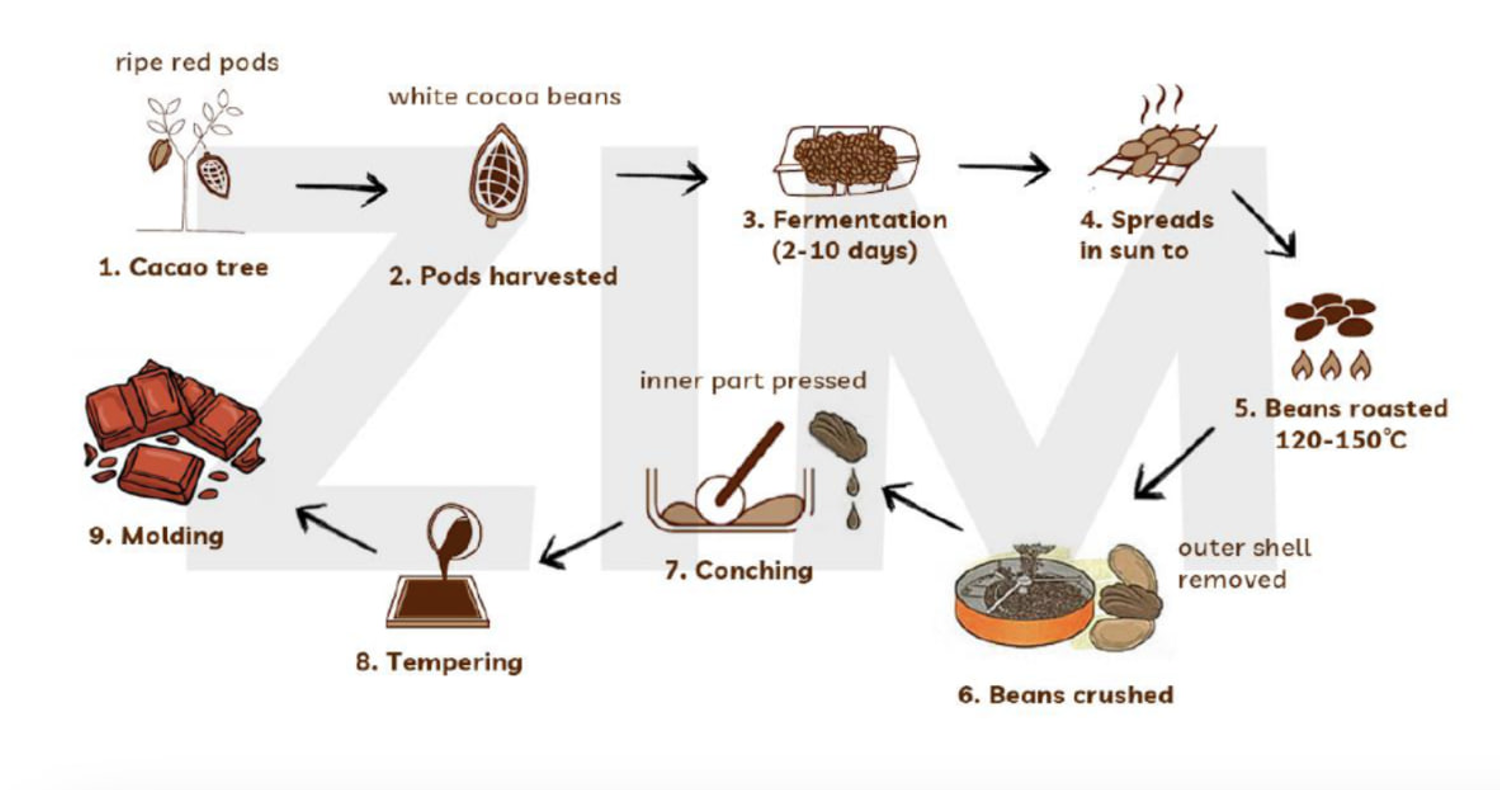 ripe red pods
1. Cacao tree
white cocoa beans
2. Pods harvested
3. Fermentation
(2-10 days)
4. Spreads
in sun to
5. Beans roasted
120-150°C
outer shell
removed
6. Beans crushed
inner part pressed
7. Conching
8. Tempering
9. Molding
ZIM